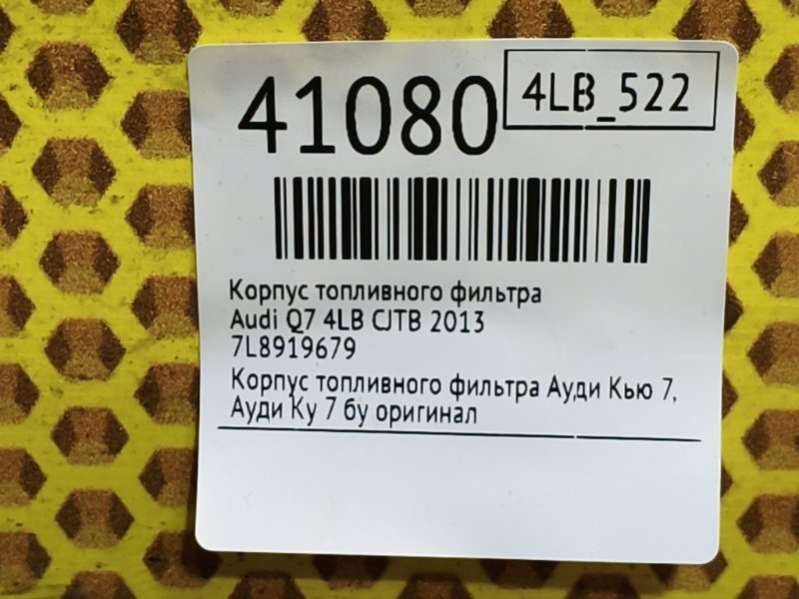 41080
4LB_522
Корпус топливного фильтра
Audi Q7 4LB CJTB 2013
7L8919679
Корпус топливного фильтра Ауди Кью 7,
Ауди Ку 7 бу оригинал